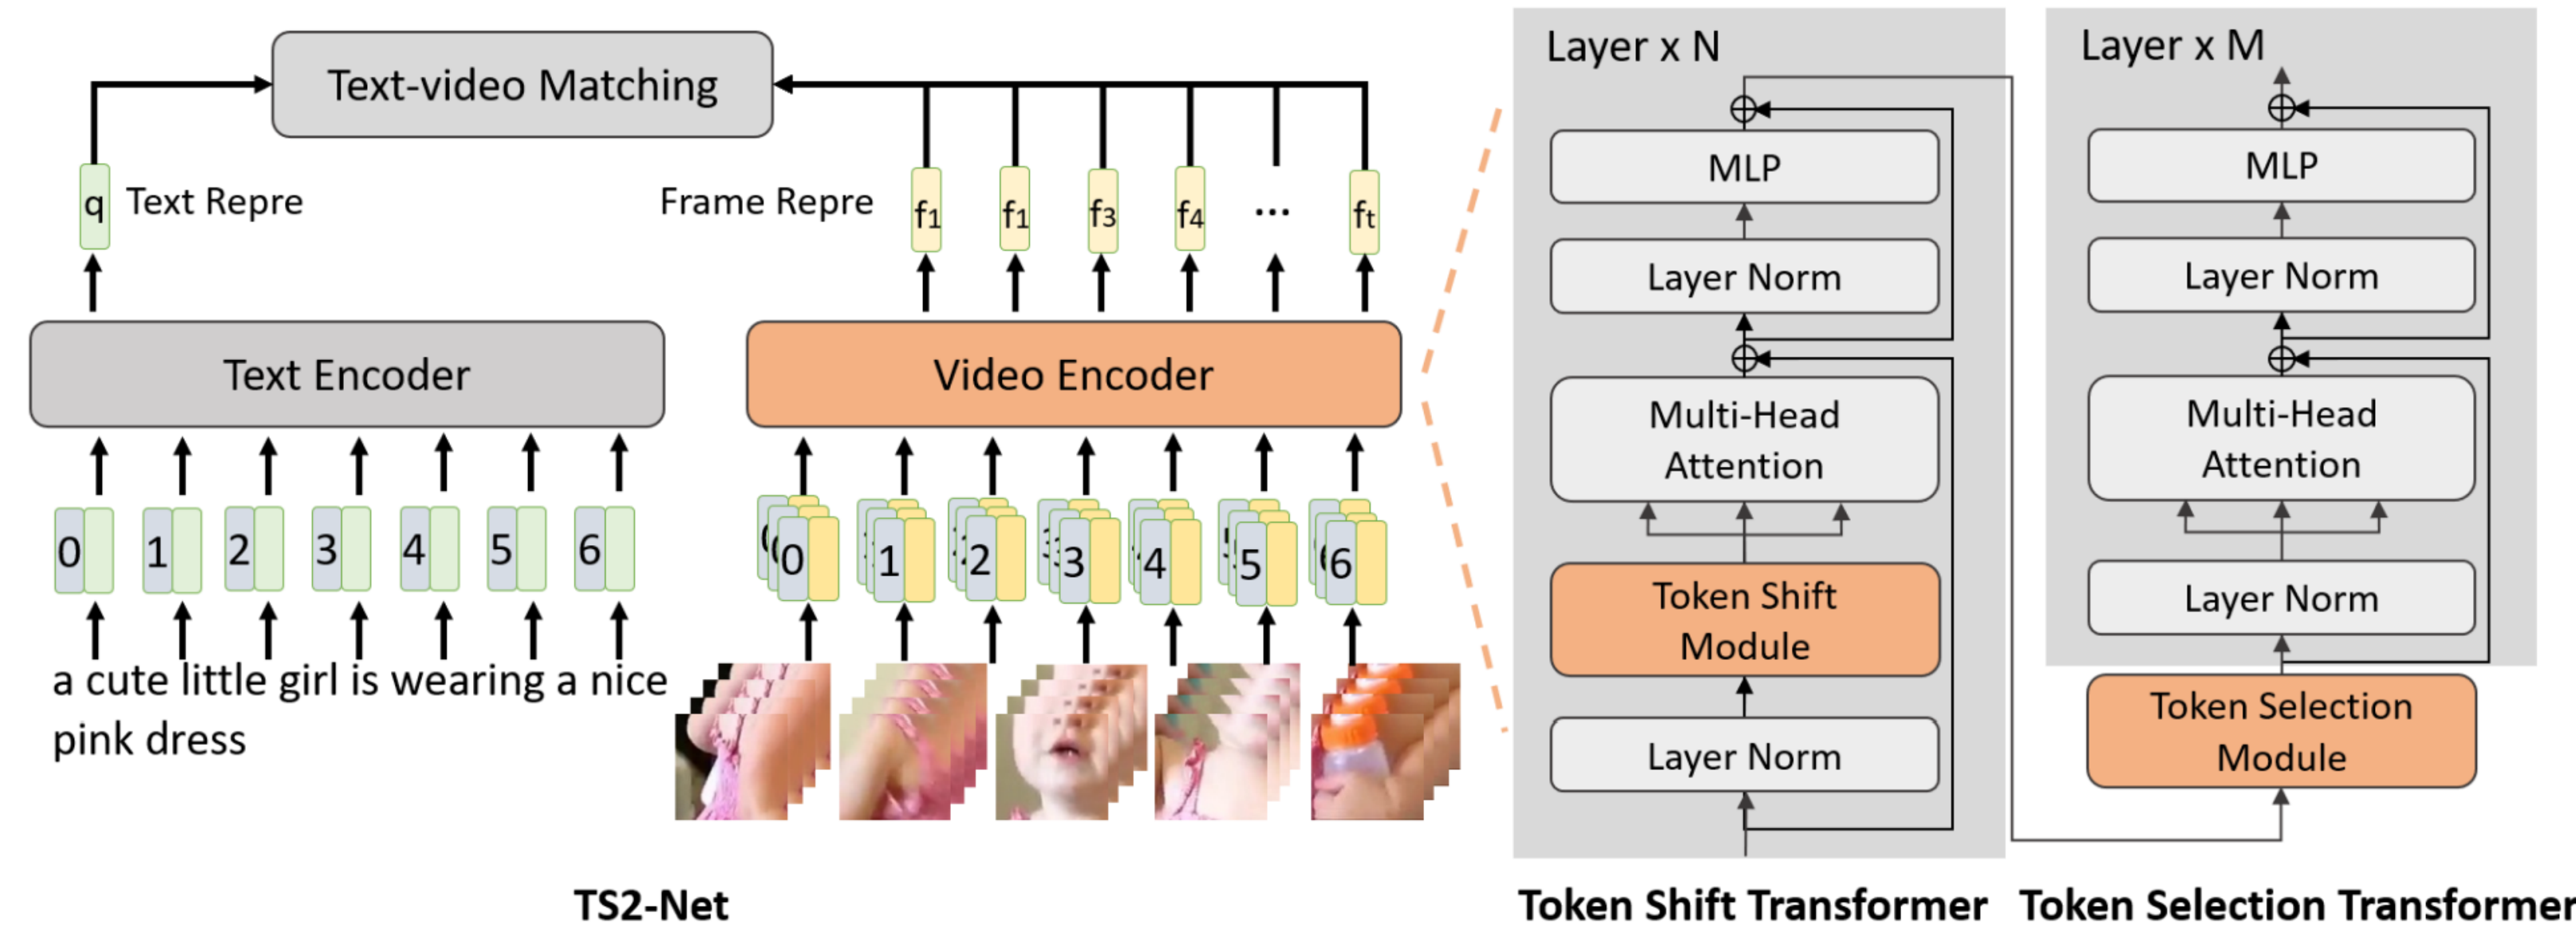 Text-video Matching
q
Text Repre
Frame Repre
f1
f1
f3
f4
...
ft
Text Encoder
Video Encoder
0 1 2 3 4 5 6
0 1 2 3 4 5 6
a cute little girl is wearing a nice
pink dress
TS2-Net
Layer x N
MLP
Layer Norm
Multi-Head
Attention
Token Shift
Module
Layer Norm
Token Shift Transformer
Layer x M
MLP
Layer Norm
Multi-Head
Attention
Layer Norm
Token Selection
Module
Token Selection Transformer